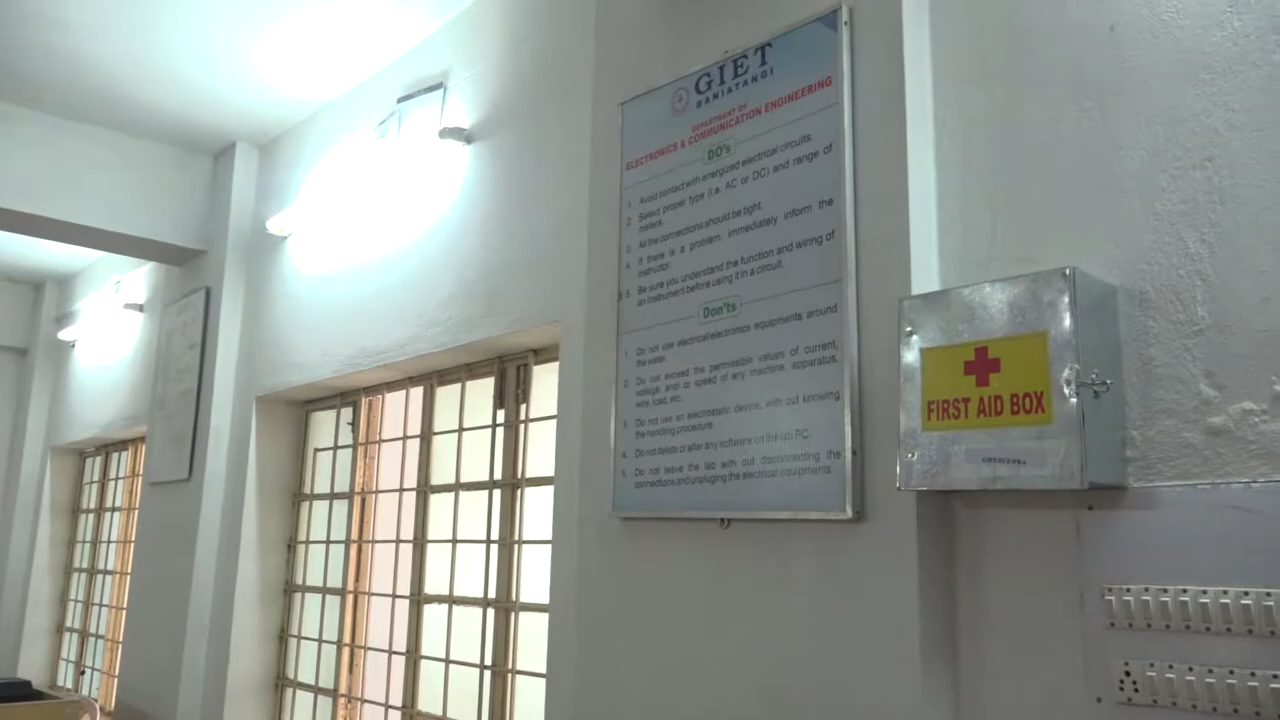 GIET
BANIATANGI
DEPARTMENT OF
ELECTRONICS & COMMUNICATION ENGINEERING
DO's
1. Avoid contact with energized electrical circuits.
2. Select proper type (i.e. AC or DC) and range of
meters.
3. All the connections should be tight.
4. If there is a problem, immediately inform the
instructor.
5. Be sure you understand the function and wiring of
an instrument before using it in a circuit.
Don'ts
1. Do not use electrical/electronics equipments around
the water.
2. Do not exceed the permissible values of current,
voltage, and/ or speed of any machine, apparatus,
wire, load, etc.
3. Do not use an electrostatic device, with out knowing
the handling procedure.
4. Do not delete or alter any software on the lab PC.
5. Do not leave the lab with out disconnecting the
connections and unpluging the electrical equipments.
FIRST AID BOX